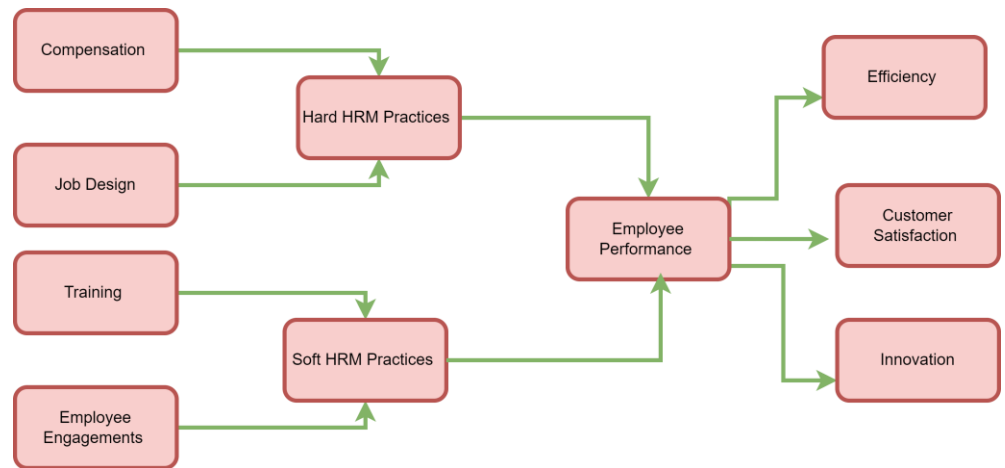 Compensation
Job Design
Training
Employee
Engagements
Hard HRM Practices
Soft HRM Practices
Employee
Performance
Efficiency
Customer
Satisfaction
Innovation